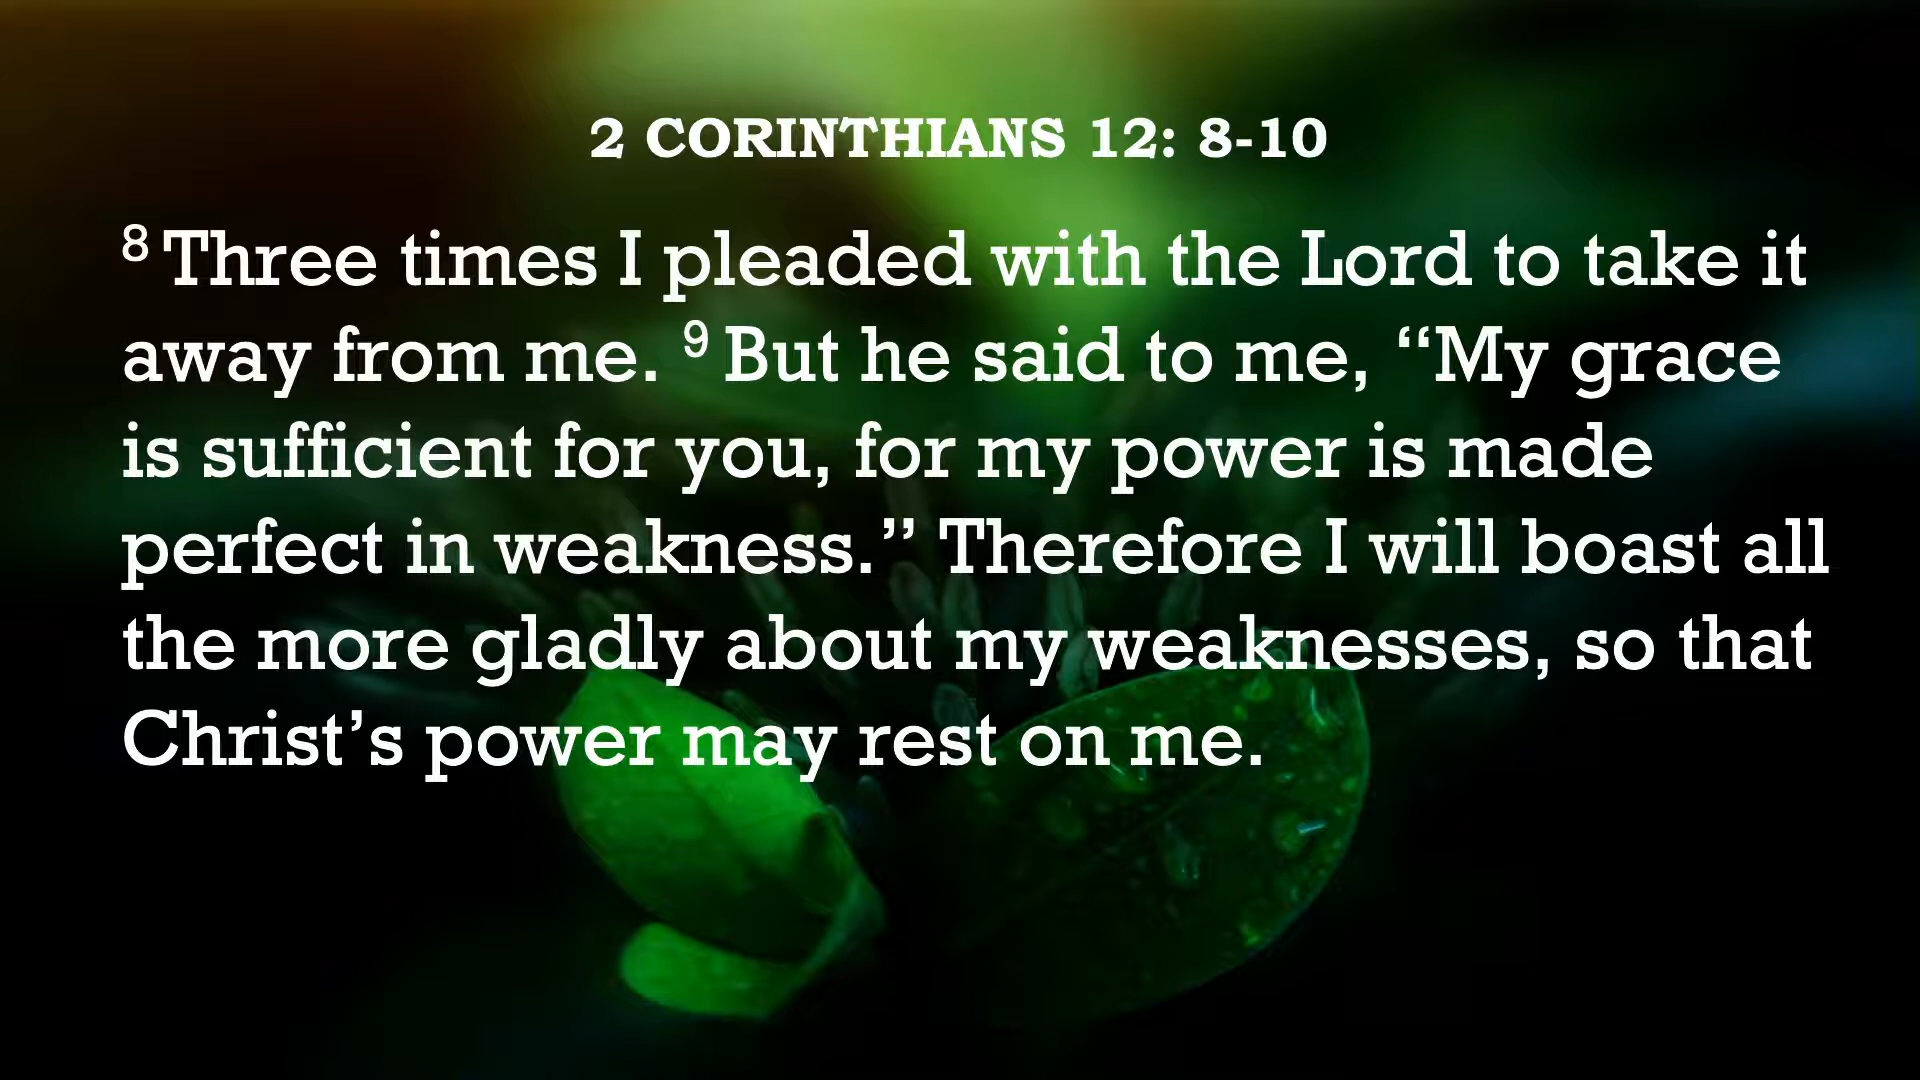 2 CORINTHIANS 12: 8-10
8 Three times I pleaded with the Lord to take it
away from me. 9 But he said to me, “My grace
is sufficient for you, for my power is made
perfect in weakness.” Therefore I will boast all
the more gladly about my weaknesses, so that
Christ’s power may rest on me.